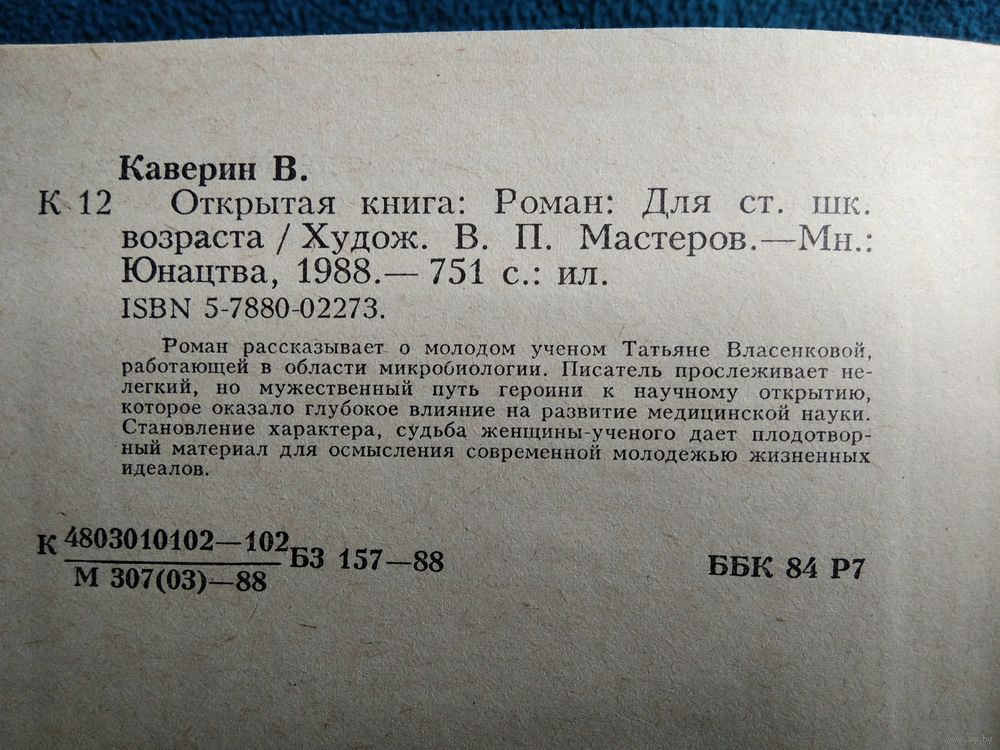 Каверин В.
К 12 Открытая книга: Роман: Для ст. шк.
возраста / Худож. В. П. Мастеров.—Мн.:
Юнацтва, 1988.— 751 с.: ил.
ISBN 5-7880-02273.
Роман рассказывает о молодом ученом Татьяне Власенковой,
работающей в области микробиологии. Писатель прослеживает не-
легкий, но мужественный путь героини к научному открытию,
которое оказало глубокое влияние на развитие медицинской науки.
Становление характера, судьба женщины-ученого дает плодотвор-
ный материал для осмысления современной молодежью жизненных
идеалов.
К 4803010102—102 БЗ 157—88 ББК 84 Р7
М 307(03)—88
www.ay.by